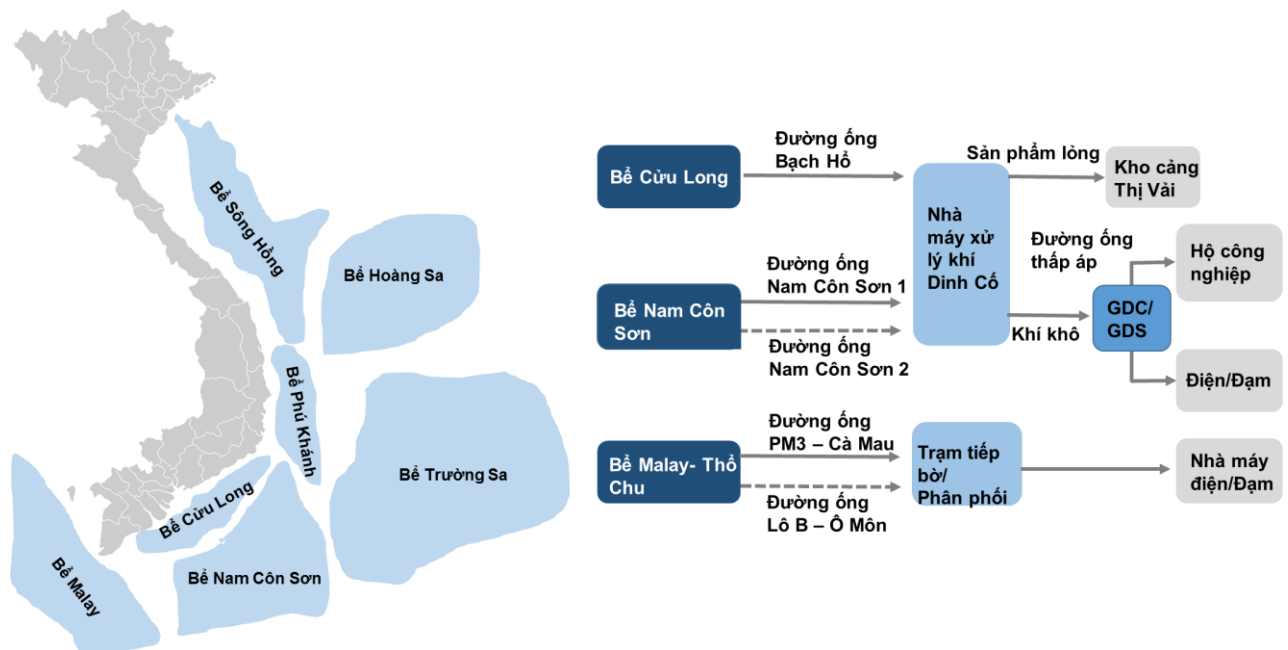 Bể Sông Hồng
Bể Hoàng Sa
Bể Phú Khánh
Bể Trường Sa
Bể Cửu Long
Bể Nam Côn Sơn
Bể Malay
Bể Cửu Long
Đường ống
Bạch Hổ
Nhà
máy xử
lý khí
Dinh Cố
Sản phẩm lỏng
Kho cảng
Thị Vải
Bể Nam Côn
Sơn
Đường ống
Nam Côn Sơn 1
Đường ống
Nam Côn Sơn 2
Đường ống
thấp áp
Khí khô
GDC/
GDS
Hộ công
nghiệp
Điện/Đạm
Bể Malay- Thổ
Chu
Đường ống
PM3 – Cà Mau
Đường ống
Lô B – Ô Môn
Trạm tiếp
bờ/
Phân phối
Nhà máy
điện/Đạm